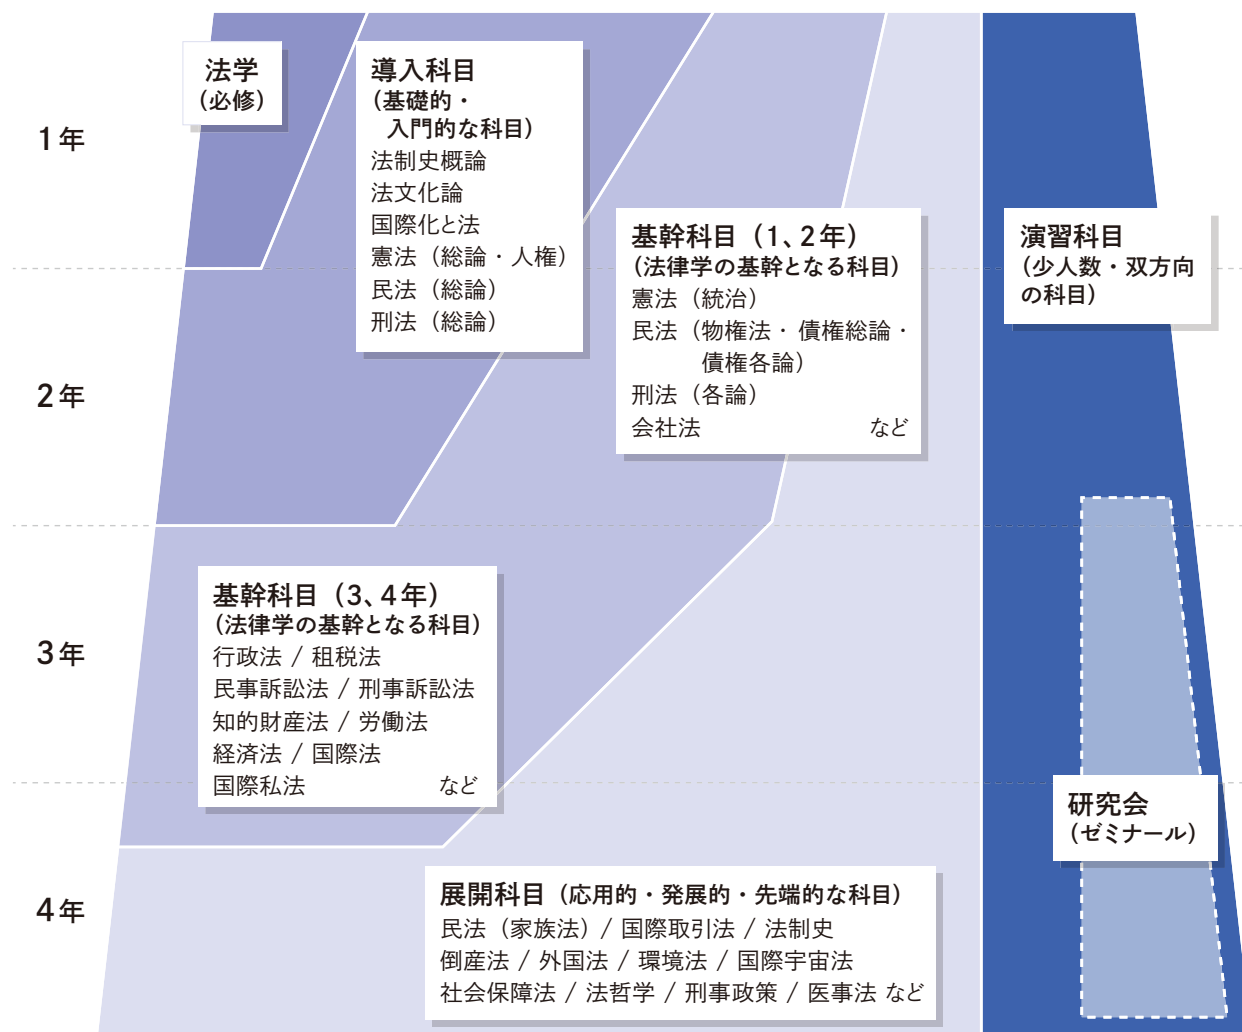 1年
法学
（必修）
導入科目
（基礎的・
入門的な科目）
法制史概論
法文化論
国際化と法
憲法（総論・人権）
民法（総論）
刑法（総論）
基幹科目（1、2年）
（法律学の基幹となる科目）
憲法（統治）
民法（物権法・債権総論・
債権各論）
刑法（各論）
会社法 など
演習科目
（少人数・双方向
の科目）
2年
3年
基幹科目（3、4年）
（法律学の基幹となる科目）
行政法 / 租税法
民事訴訟法 / 刑事訴訟法
知的財産法 / 労働法
経済法 / 国際法
国際私法 など
研究会
（ゼミナール）
4年
展開科目（応用的・発展的・先端的な科目）
民法（家族法）/ 国際取引法 / 法制史
倒産法 / 外国法 / 環境法 / 国際宇宙法
社会保障法 / 法哲学 / 刑事政策 / 医事法 など